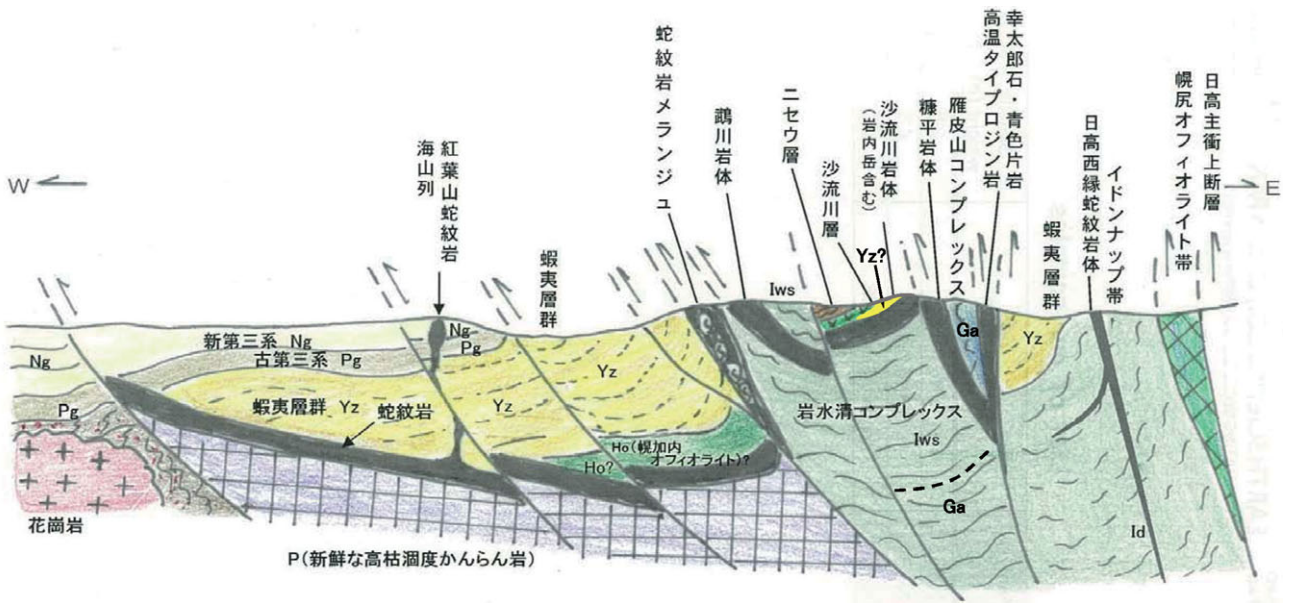 W
E
紅葉山蛇紋岩
海山列
蝦夷層群
蛇紋岩メランジュ
鵡川岩体
ニセウ層
沙流川層
沙流川岩体
(岩内岳含む)
糠平岩体
雁皮山コンプレックス
幸太郎石・青色片岩
高温タイプロジン岩
蝦夷層群
日高西縁蛇紋岩体
イドンナップ帯
日高主衝上断層
幌尻オフィオライト帯
Iws
Yz?
新第三系 Ng
Ng
Ng
古第三系 Pg
Pg
Pg
Yz
Ga
Yz
蝦夷層群 Yz
蛇紋岩
Yz
岩水清コンプレックス
Iws
Ho(幌加内
オフィオライト)?
Ho?
Ga
Id
花崗岩
P(新鮮な高枯涸度かんらん岩)